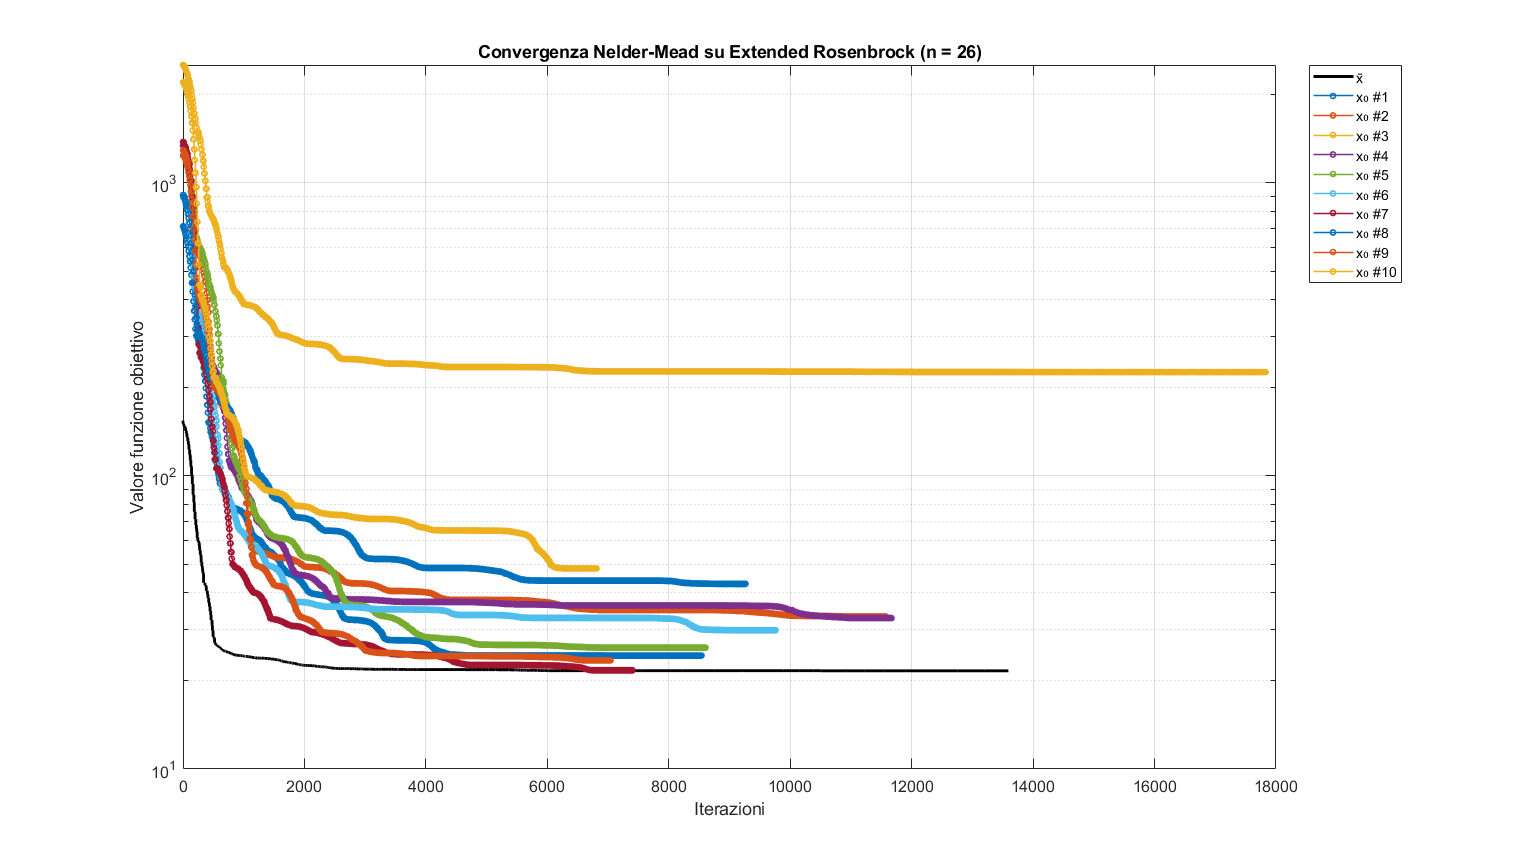 Convergenza Nelder-Mead su Extended Rosenbrock (n = 26)
Valore funzione obiettivo
10³
10²
10¹
0 2000 4000 6000 8000 10000 12000 14000 16000 18000
Iterazioni
x̄
x₀ #1
x₀ #2
x₀ #3
x₀ #4
x₀ #5
x₀ #6
x₀ #7
x₀ #8
x₀ #9
x₀ #10